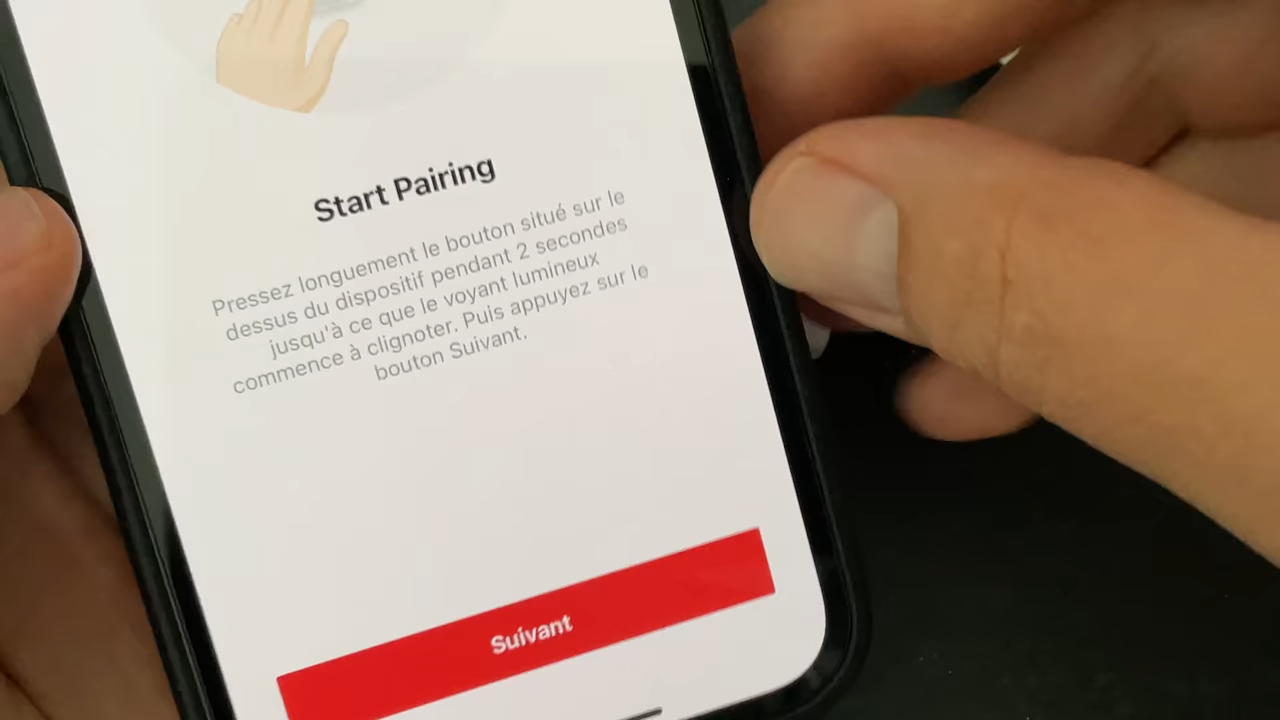 Start Pairing
Pressez longuement le bouton situé sur le
dessus du dispositif pendant 2 secondes
jusqu'à ce que le voyant lumineux
commence à clignoter. Puis appuyez sur le
bouton Suivant.
Suivant